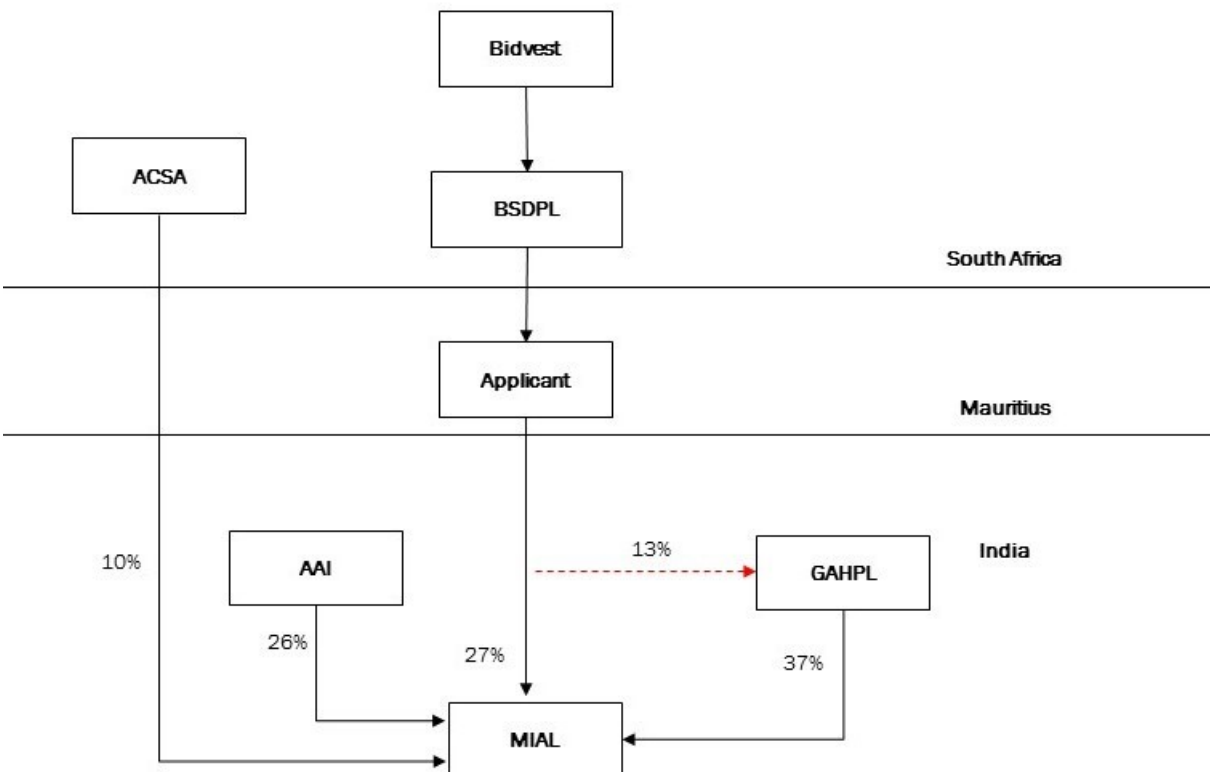 Bidvest
ACSA
BSDPL
South Africa
Applicant
Mauritius
10%
AAI
13%
GAHPL
India
26%
27%
37%
MIAL